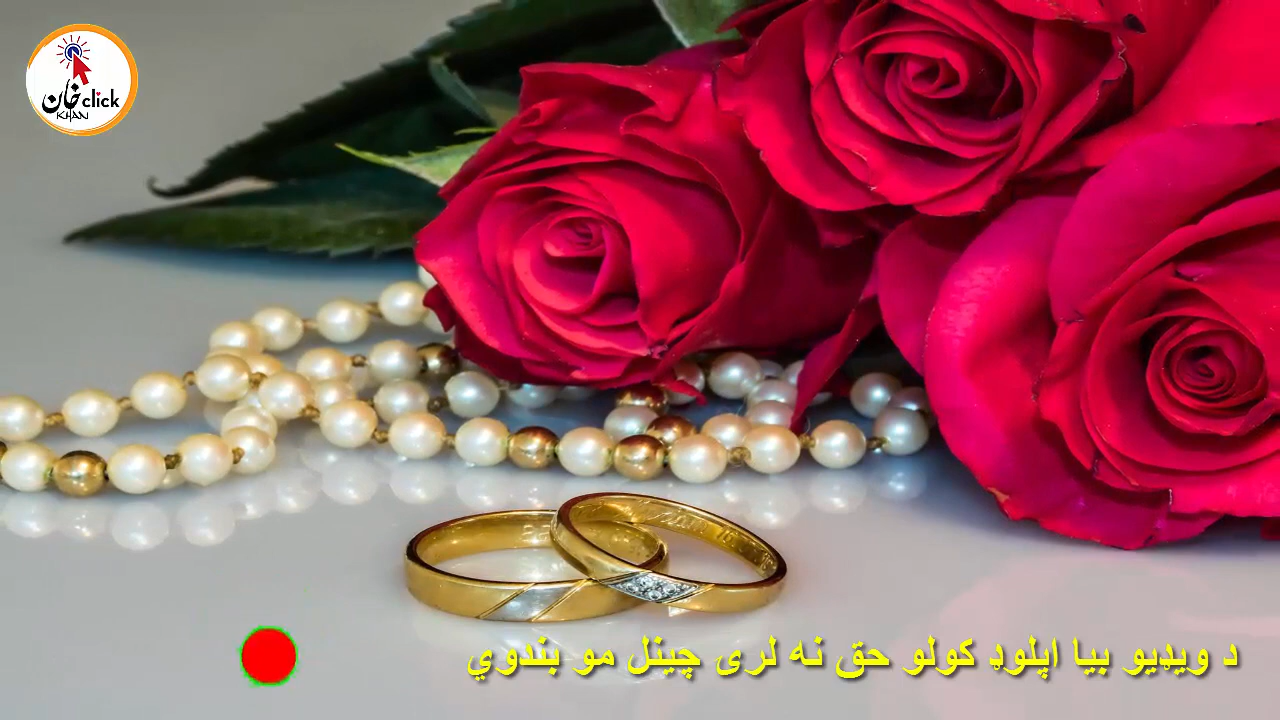 خان
click
KHAN
د ویډیو بیا اپلوډ کولو حق نه لری چینل مو بندوي